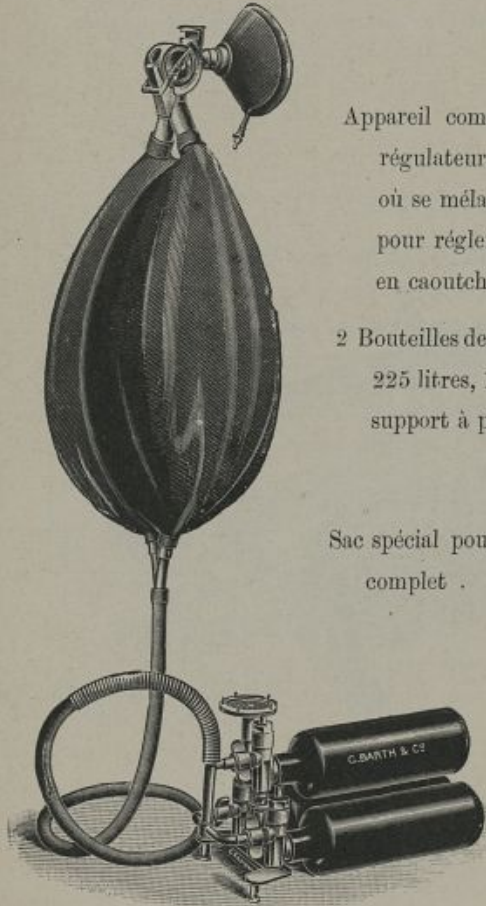 Appareil com
régulateur
où se méla
pour régle
en caoutch
2 Bouteilles de
225 litres,
support à p
Sac spécial pou
complet .
C. BARTH & Cº